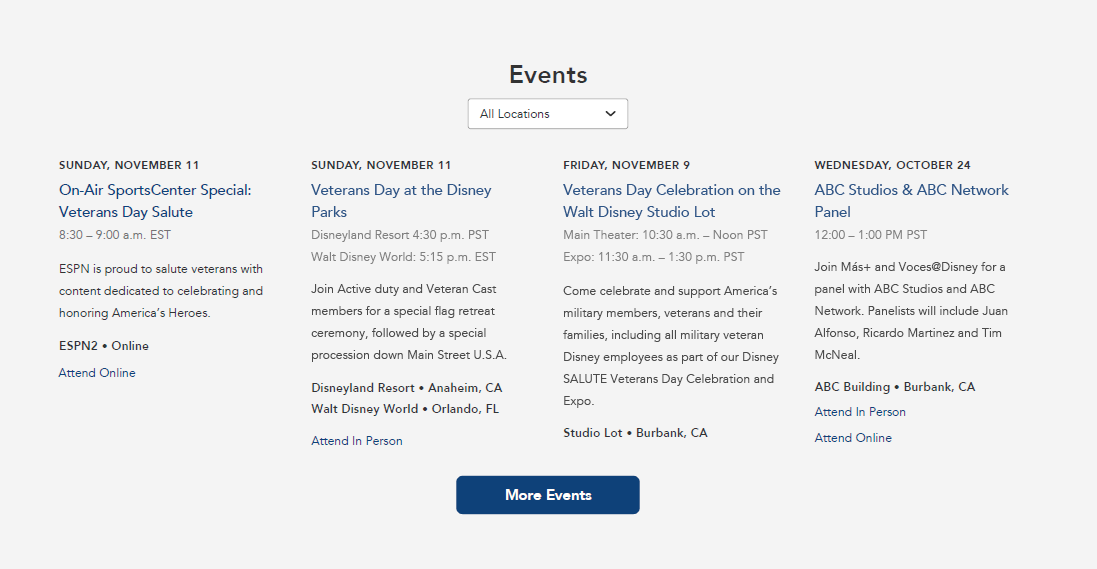 Events
All Locations
SUNDAY, NOVEMBER 11
On-Air SportsCenter Special:
Veterans Day Salute
8:30 – 9:00 a.m. EST
ESPN is proud to salute veterans with
content dedicated to celebrating and
honoring America’s Heroes.
ESPN2 • Online
Attend Online
SUNDAY, NOVEMBER 11
Veterans Day at the Disney
Parks
Disneyland Resort 4:30 p.m. PST
Walt Disney World: 5:15 p.m. EST
Join Active duty and Veteran Cast
members for a special flag retreat
ceremony, followed by a special
procession down Main Street U.S.A.
Disneyland Resort • Anaheim, CA
Walt Disney World • Orlando, FL
Attend In Person
FRIDAY, NOVEMBER 9
Veterans Day Celebration on the
Walt Disney Studio Lot
Main Theater: 10:30 a.m. – Noon PST
Expo: 11:30 a.m. – 1:30 p.m. PST
Come celebrate and support America’s
military members, veterans and their
families, including all military veteran
Disney employees as part of our Disney
SALUTE Veterans Day Celebration and
Expo.
Studio Lot • Burbank, CA
WEDNESDAY, OCTOBER 24
ABC Studios & ABC Network
Panel
12:00 – 1:00 PM PST
Join Más+ and Voces@Disney for a
panel with ABC Studios and ABC
Network. Panelists will include Juan
Alfonso, Ricardo Martinez and Tim
McNeal.
ABC Building • Burbank, CA
Attend In Person
Attend Online
More Events